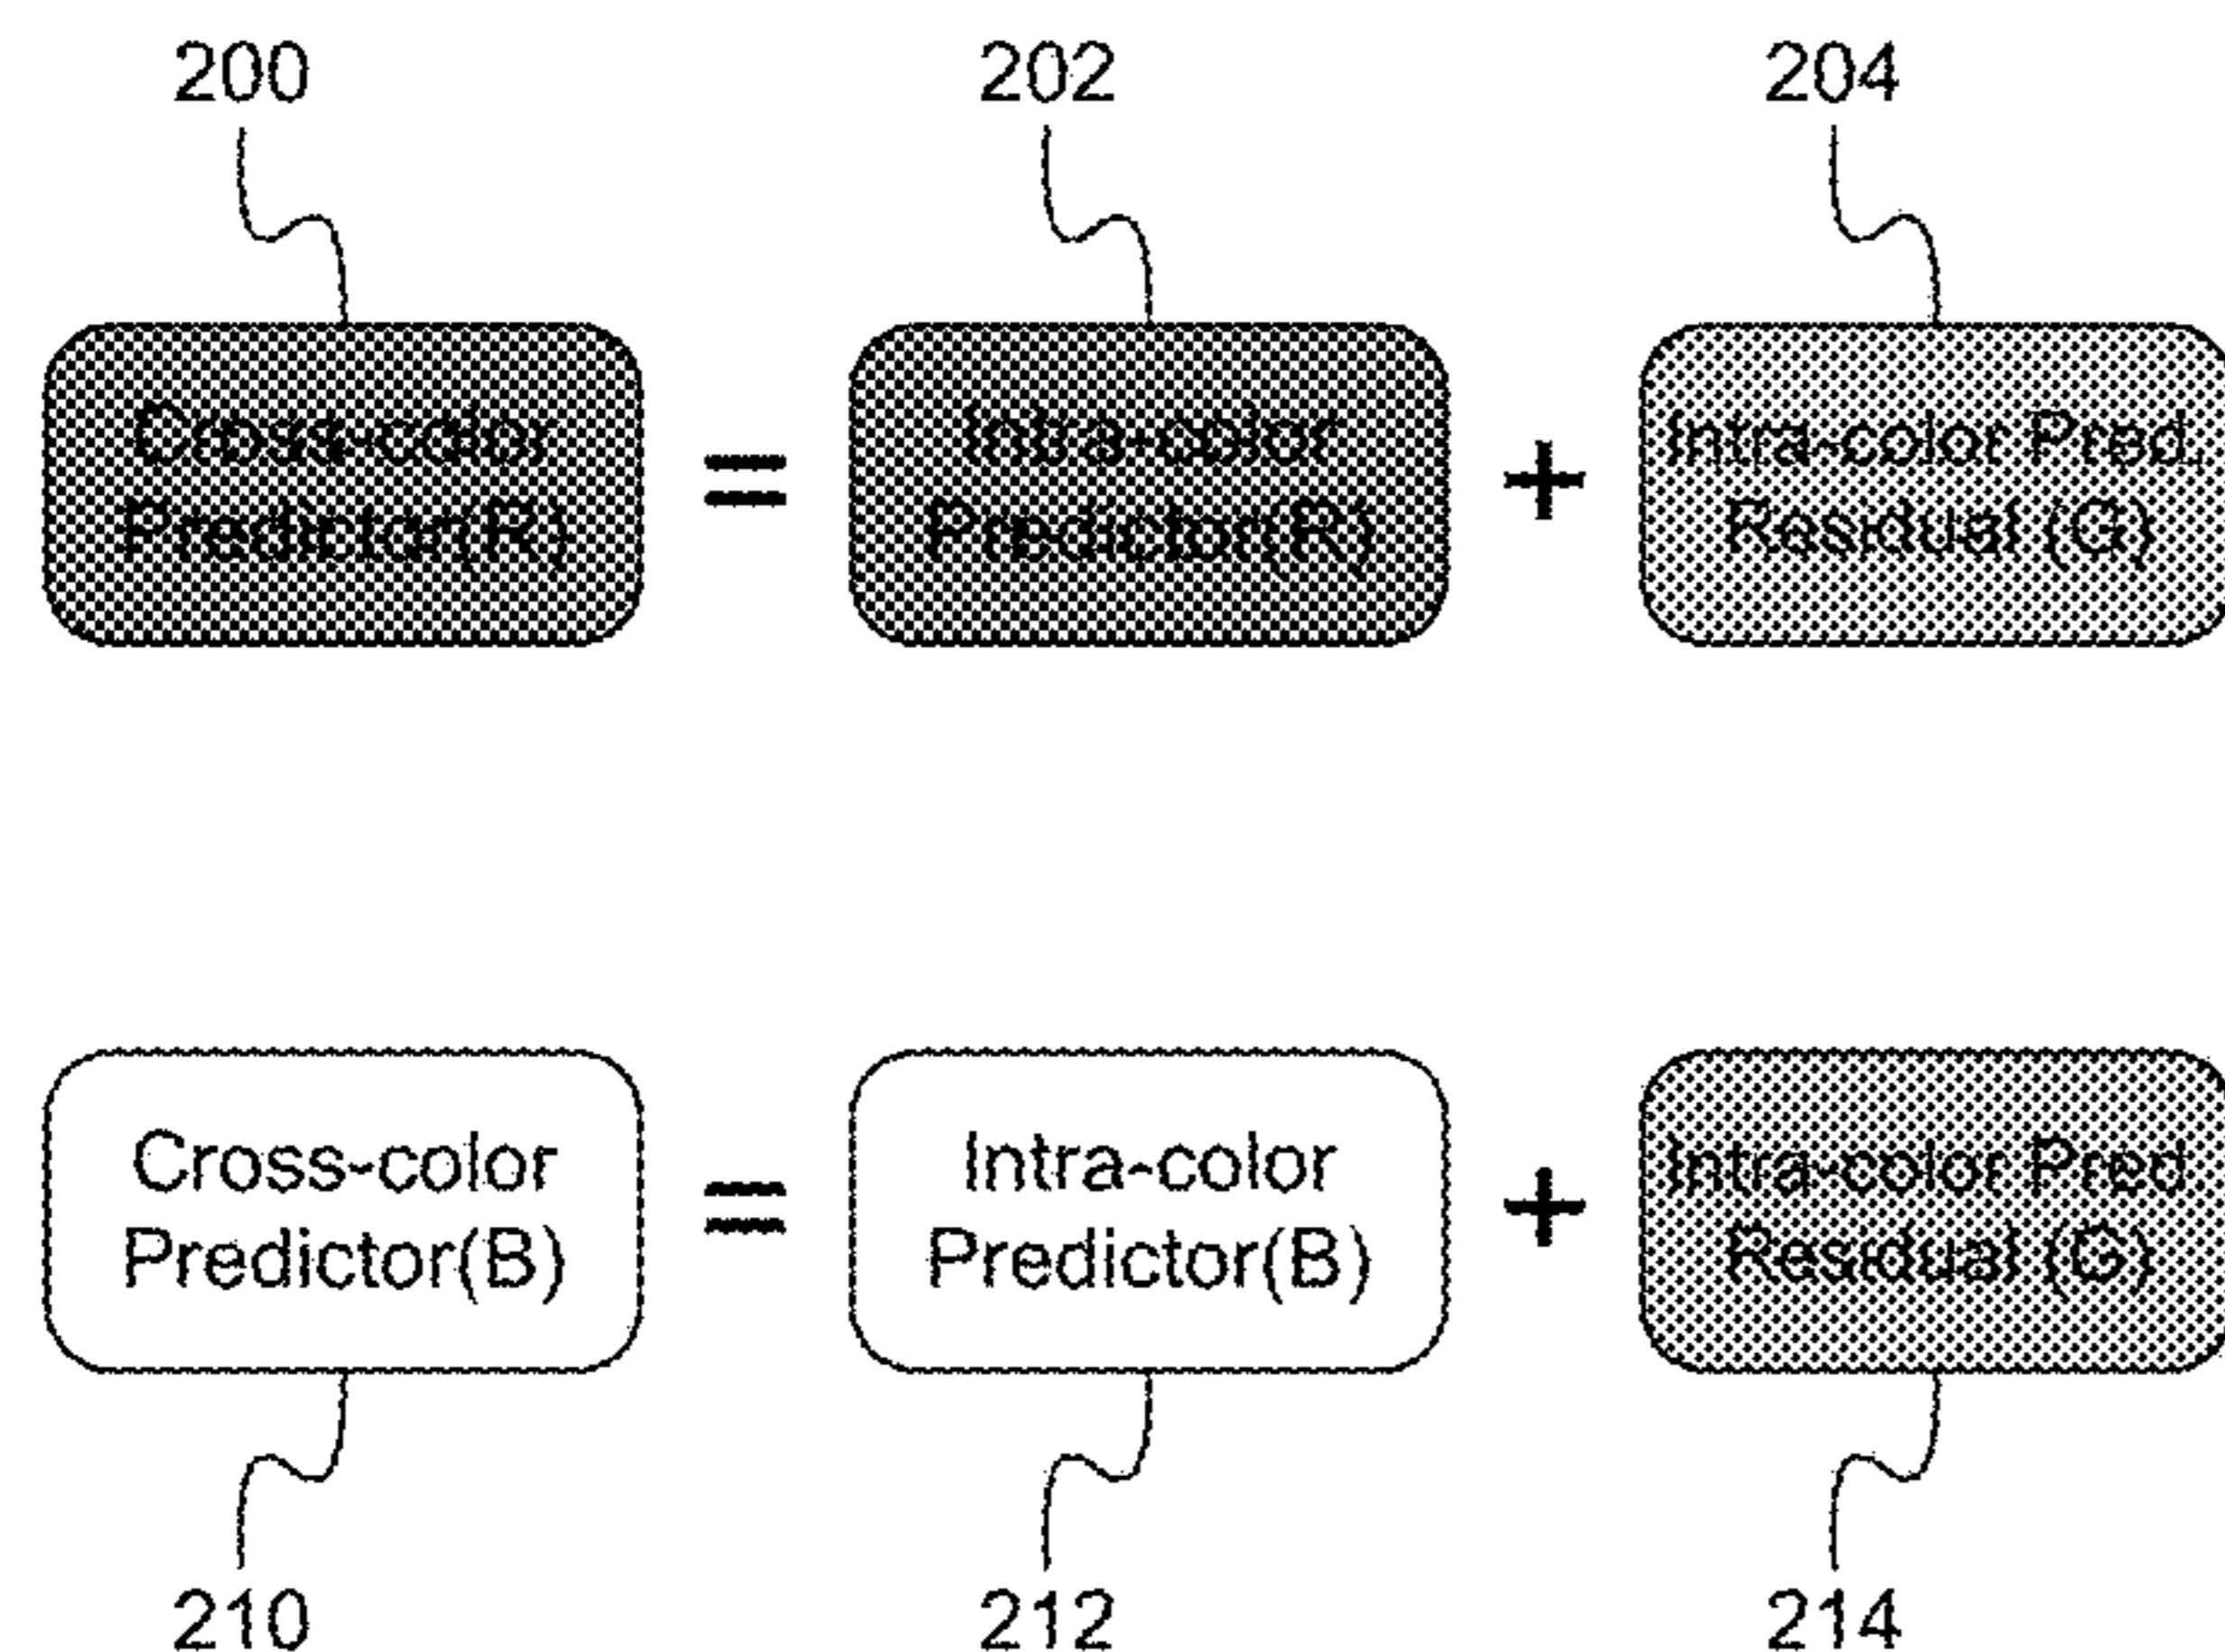 200 202 204
Cross-color Intra-color Intra-color Pred.
Predictor(R) = Predictor(R) + Residual (G)
Cross-color Intra-color Intra-color Pred
Predictor(B) = Predictor(B) + Residual (G)
210 212 214